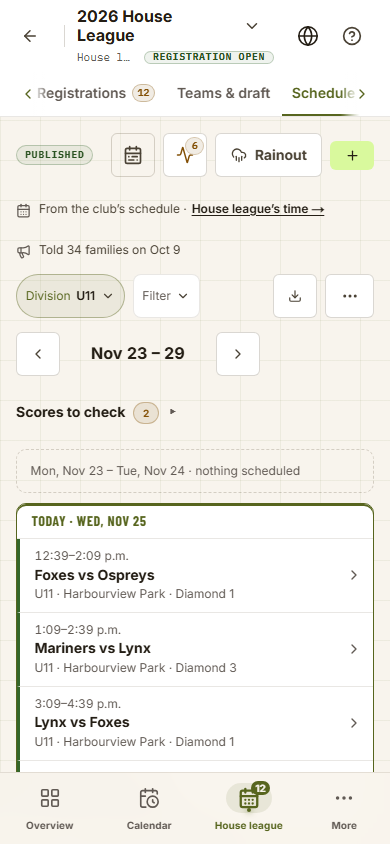 2026 House
League
House l…
REGISTRATION OPEN
Registrations 12
Teams & draft
Schedule
PUBLISHED
6
Rainout
From the club's schedule · House league's time →
Told 34 families on Oct 9
Division U11
Filter
Nov 23 – 29
Scores to check 2
Mon, Nov 23 – Tue, Nov 24 · nothing scheduled
TODAY · WED, NOV 25
12:39–2:09 p.m.
Foxes vs Ospreys
U11 · Harbourview Park · Diamond 1
1:09–2:39 p.m.
Mariners vs Lynx
U11 · Harbourview Park · Diamond 3
3:09–4:39 p.m.
Lynx vs Foxes
U11 · Harbourview Park · Diamond 1
12
Overview
Calendar
House league
More